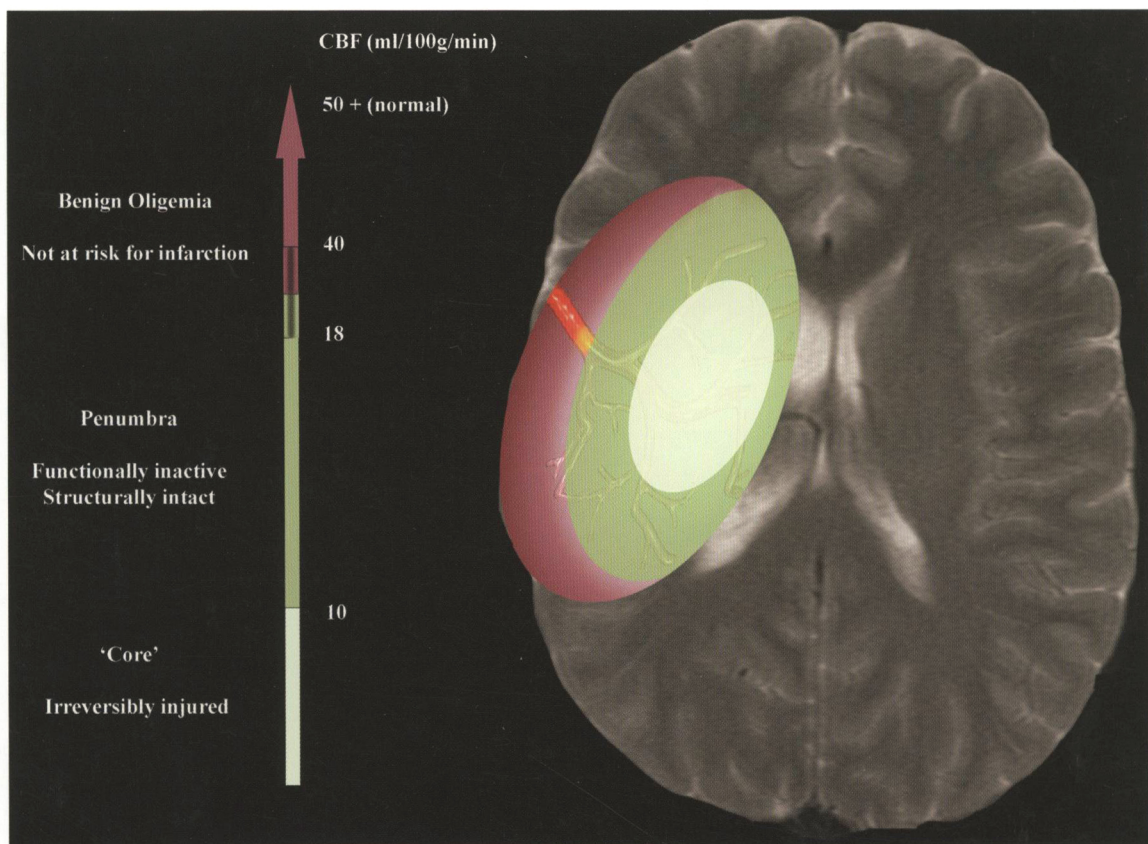 CBF (ml/100g/min)
50 + (normal)
Benign Oligemia
Not at risk for infarction
40
18
Penumbra
Functionally inactive
Structurally intact
10
‘Core’
Irreversibly injured